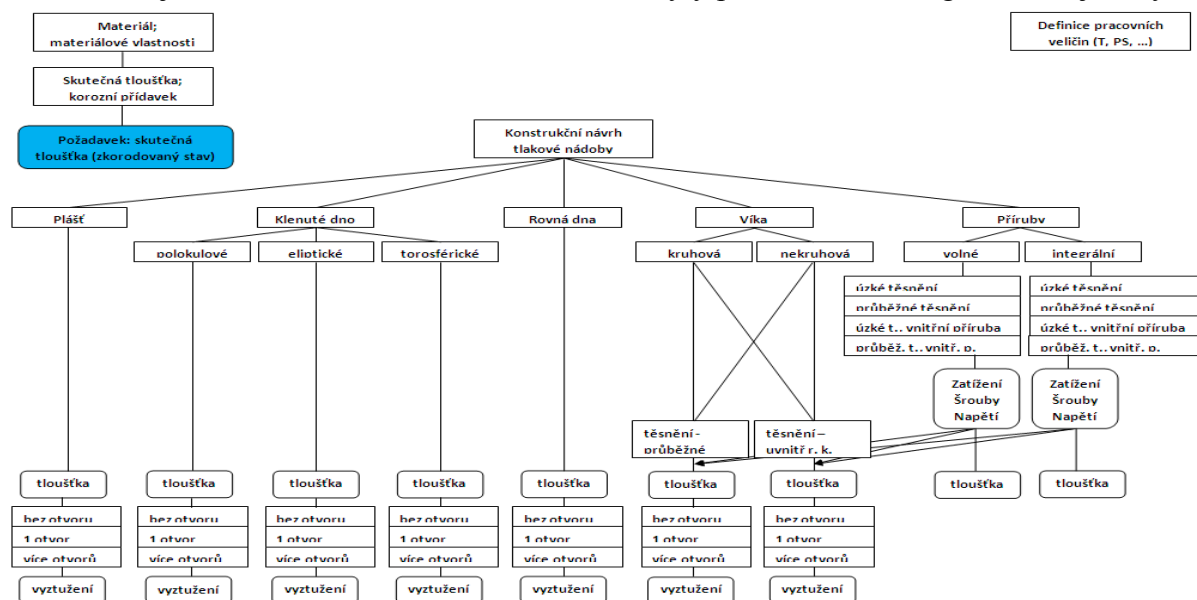 Materiál;
materiálové vlastnosti
Definice pracovních
veličin (T, PS, ...)
Skutečná tloušťka;
korozní přídavek
Požadavek: skutečná
tloušťka (zkorodovaný stav)
Konstrukční návrh
tlakové nádoby
Plášť
Klenuté dno
Rovná dna
Víka
Příruby
polokulové
eliptické
torosférické
kruhová
nekruhová
volné
integrální
úzké těsnění
průběžné těsnění
úzké t.. vnitřní příruba
průběž. t.. vnitř. p.
úzké těsnění
průběžné těsnění
úzké t.. vnitřní příruba
průběž. t.. vnitř. p.
Zatížení
Šrouby
Napětí
Zatížení
Šrouby
Napětí
těsnění -
průběžné
těsnění –
uvnitř r. k.
tloušťka
tloušťka
tloušťka
tloušťka
tloušťka
tloušťka
tloušťka
tloušťka
tloušťka
bez otvoru
1 otvor
více otvorů
bez otvoru
1 otvor
více otvorů
bez otvoru
1 otvor
více otvorů
bez otvoru
1 otvor
více otvorů
bez otvoru
1 otvor
více otvorů
bez otvoru
1 otvor
více otvorů
bez otvoru
1 otvor
více otvorů
vyztužení
vyztužení
vyztužení
vyztužení
vyztužení
vyztužení
vyztužení